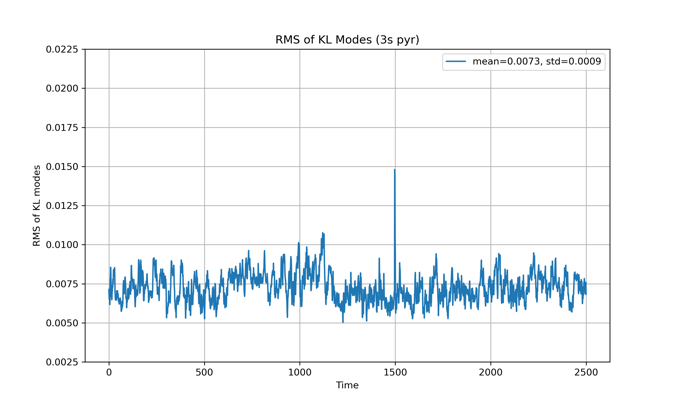 RMS of KL Modes (3s pyr)
mean=0.0073, std=0.0009
RMS of KL modes
0.0225
0.0200
0.0175
0.0150
0.0125
0.0100
0.0075
0.0050
0.0025
0 500 1000 1500 2000 2500
Time